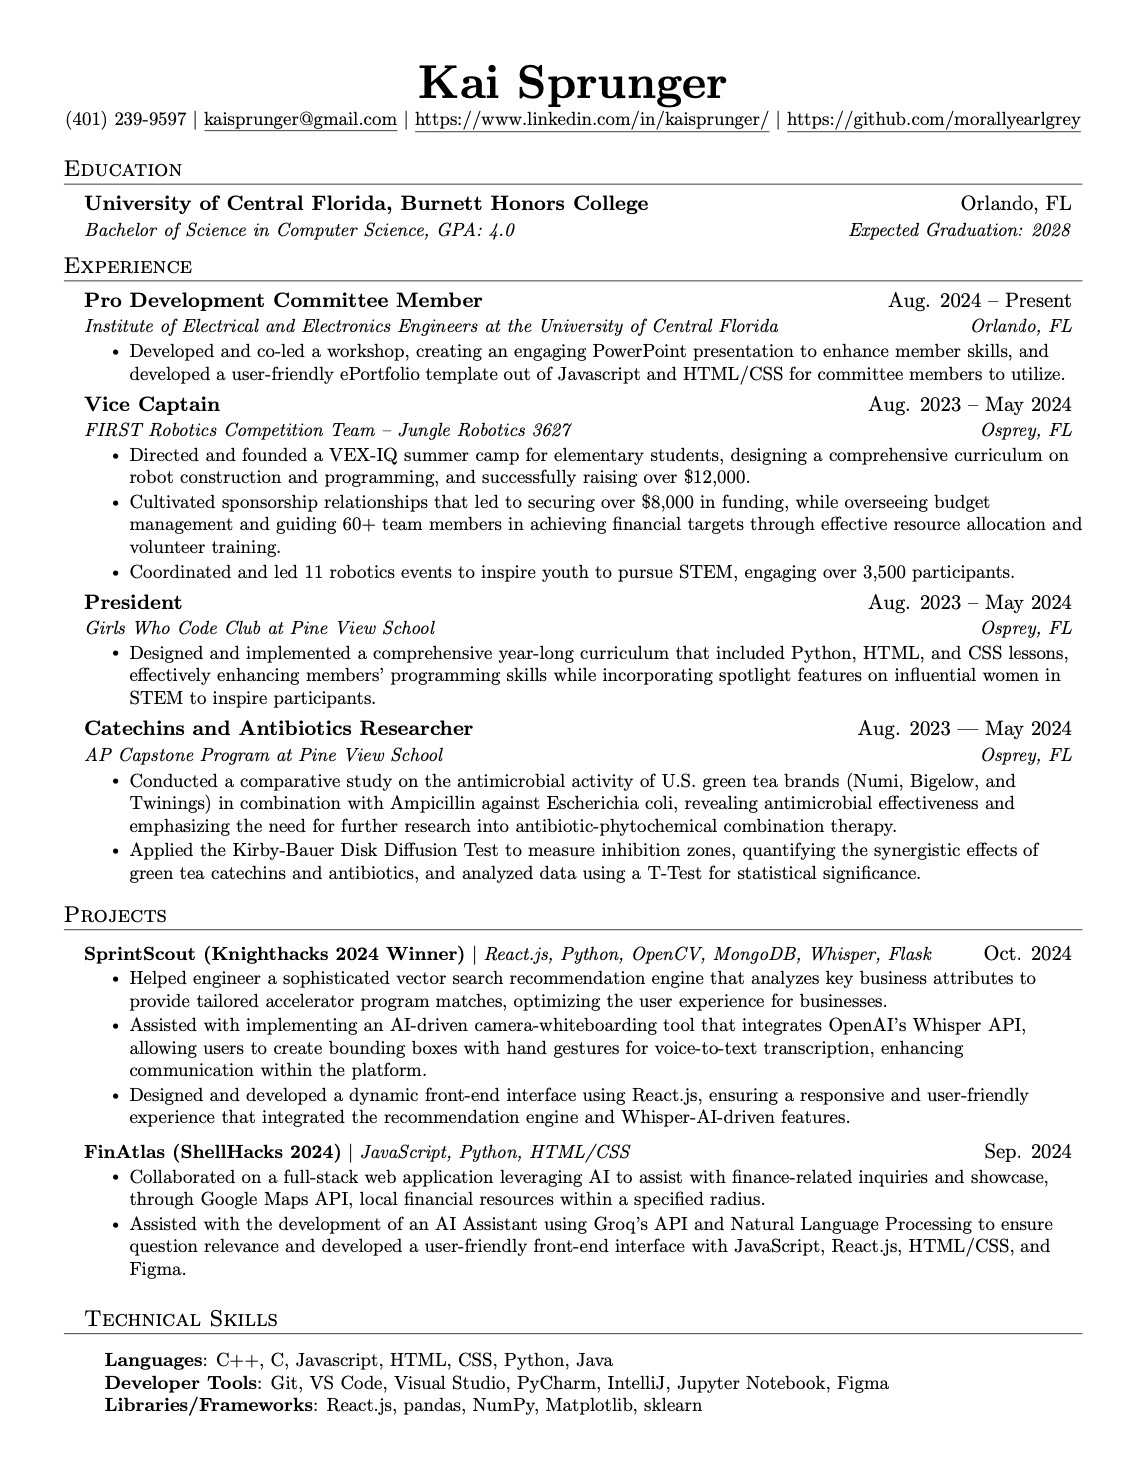 Kai Sprunger
(401) 239-9597 | kaisprunger@gmail.com | https://www.linkedin.com/in/kaisprunger/ | https://github.com/morallyearlgrey
Education
University of Central Florida, Burnett Honors College Orlando, FL
Bachelor of Science in Computer Science, GPA: 4.0 Expected Graduation: 2028
Experience
Pro Development Committee Member Aug. 2024 – Present
Institute of Electrical and Electronics Engineers at the University of Central Florida Orlando, FL
• Developed and co-led a workshop, creating an engaging PowerPoint presentation to enhance member skills, and
developed a user-friendly ePortfolio template out of Javascript and HTML/CSS for committee members to utilize.
Vice Captain Aug. 2023 – May 2024
FIRST Robotics Competition Team – Jungle Robotics 3627 Osprey, FL
• Directed and founded a VEX-IQ summer camp for elementary students, designing a comprehensive curriculum on
robot construction and programming, and successfully raising over $12,000.
• Cultivated sponsorship relationships that led to securing over $8,000 in funding, while overseeing budget
management and guiding 60+ team members in achieving financial targets through effective resource allocation and
volunteer training.
• Coordinated and led 11 robotics events to inspire youth to pursue STEM, engaging over 3,500 participants.
President Aug. 2023 – May 2024
Girls Who Code Club at Pine View School Osprey, FL
• Designed and implemented a comprehensive year-long curriculum that included Python, HTML, and CSS lessons,
effectively enhancing members' programming skills while incorporating spotlight features on influential women in
STEM to inspire participants.
Catechins and Antibiotics Researcher Aug. 2023 — May 2024
AP Capstone Program at Pine View School Osprey, FL
• Conducted a comparative study on the antimicrobial activity of U.S. green tea brands (Numi, Bigelow, and
Twinings) in combination with Ampicillin against Escherichia coli, revealing antimicrobial effectiveness and
emphasizing the need for further research into antibiotic-phytochemical combination therapy.
• Applied the Kirby-Bauer Disk Diffusion Test to measure inhibition zones, quantifying the synergistic effects of
green tea catechins and antibiotics, and analyzed data using a T-Test for statistical significance.
Projects
SprintScout (Knighthacks 2024 Winner) | React.js, Python, OpenCV, MongoDB, Whisper, Flask Oct. 2024
• Helped engineer a sophisticated vector search recommendation engine that analyzes key business attributes to
provide tailored accelerator program matches, optimizing the user experience for businesses.
• Assisted with implementing an AI-driven camera-whiteboarding tool that integrates OpenAI's Whisper API,
allowing users to create bounding boxes with hand gestures for voice-to-text transcription, enhancing
communication within the platform.
• Designed and developed a dynamic front-end interface using React.js, ensuring a responsive and user-friendly
experience that integrated the recommendation engine and Whisper-AI-driven features.
FinAtlas (ShellHacks 2024) | JavaScript, Python, HTML/CSS Sep. 2024
• Collaborated on a full-stack web application leveraging AI to assist with finance-related inquiries and showcase,
through Google Maps API, local financial resources within a specified radius.
• Assisted with the development of an AI Assistant using Groq's API and Natural Language Processing to ensure
question relevance and developed a user-friendly front-end interface with JavaScript, React.js, HTML/CSS, and
Figma.
Technical Skills
Languages: C++, C, Javascript, HTML, CSS, Python, Java
Developer Tools: Git, VS Code, Visual Studio, PyCharm, IntelliJ, Jupyter Notebook, Figma
Libraries/Frameworks: React.js, pandas, NumPy, Matplotlib, sklearn